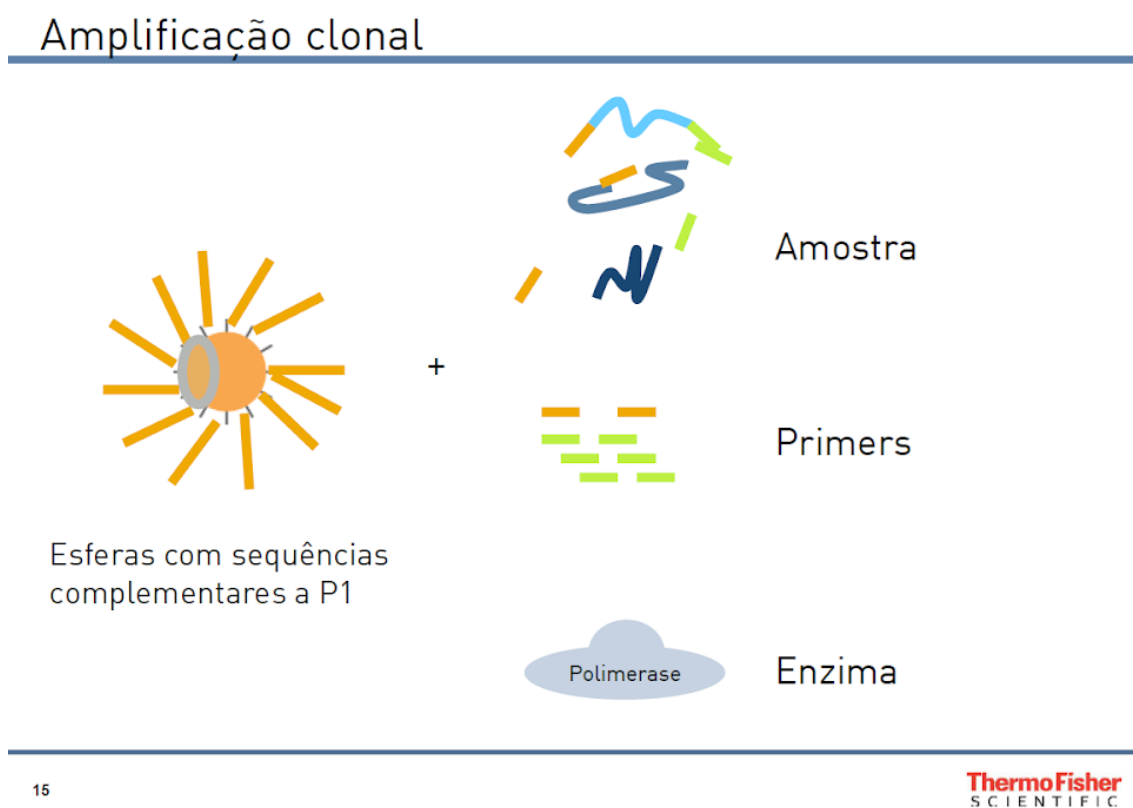 Amplificação clonal
Amostra
+
Primers
Esferas com sequências
complementares a P1
Polimerase
Enzima
15
ThermoFisher
SCIENTIFIC